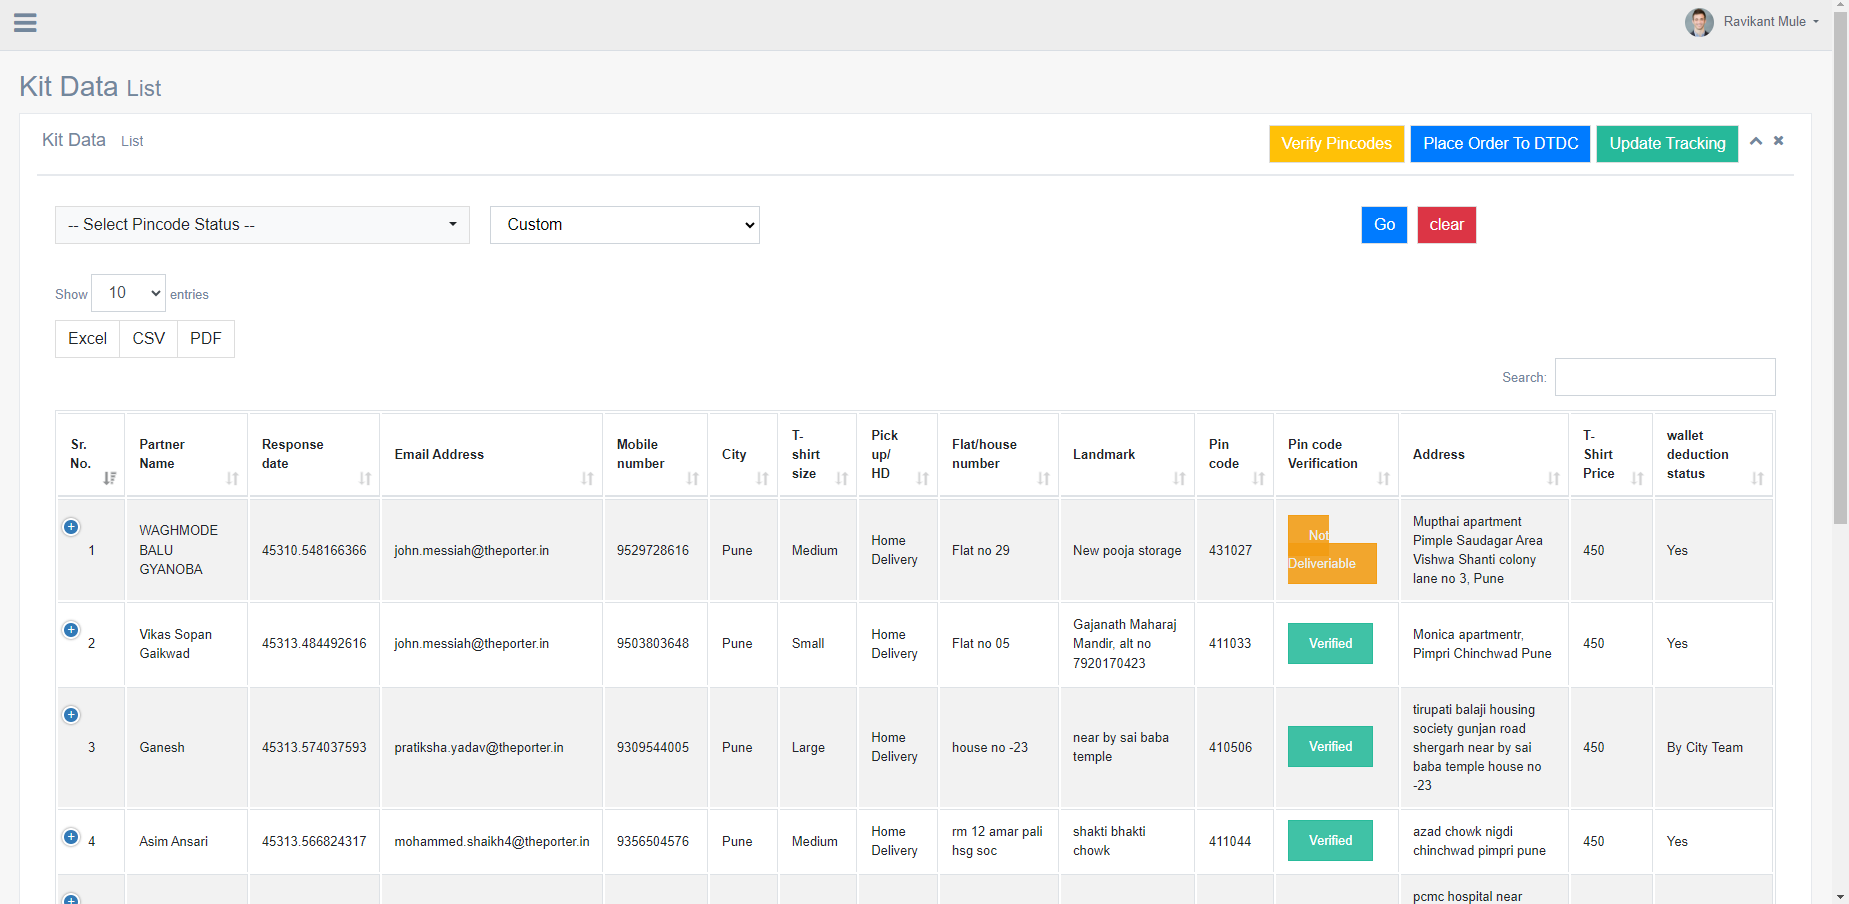 Ravikant Mule
Kit Data List
Kit Data List
Verify Pincodes
Place Order To DTDC
Update Tracking
-- Select Pincode Status --
Custom
Go
clear
Show 10 entries
Excel
CSV
PDF
Search:
Sr.
No.
Partner
Name
Response
date
Email Address
Mobile
number
City
T-
shirt
size
Pick
up/
HD
Flat/house
number
Landmark
Pin
code
Pin code
Verification
Address
T-
Shirt
Price
wallet
deduction
status
1
WAGHMODE
BALU
GYANOBA
45310.548166366
john.messiah@theporter.in
9529728616
Pune
Medium
Home
Delivery
Flat no 29
New pooja storage
431027
Not
Deliveriable
Mupthai apartment
Pimple Saudagar Area
Vishwa Shanti colony
lane no 3, Pune
450
Yes
2
Vikas Sopan
Gaikwad
45313.484492616
john.messiah@theporter.in
9503803648
Pune
Small
Home
Delivery
Flat no 05
Gajanath Maharaj
Mandir, alt no
7920170423
411033
Verified
Monica apartmentr,
Pimpri Chinchwad Pune
450
Yes
3
Ganesh
45313.574037593
pratiksha.yadav@theporter.in
9309544005
Pune
Large
Home
Delivery
house no -23
near by sai baba
temple
410506
Verified
tirupati balaji housing
society gunjan road
shergarh near by sai
baba temple house no
-23
450
By City Team
4
Asim Ansari
45313.566824317
mohammed.shaikh4@theporter.in
9356504576
Pune
Medium
Home
Delivery
rm 12 amar pali
hsg soc
shakti bhakti
chowk
411044
Verified
azad chowk nigdi
chinchwad pimpri pune
450
Yes
pcmc hospital near